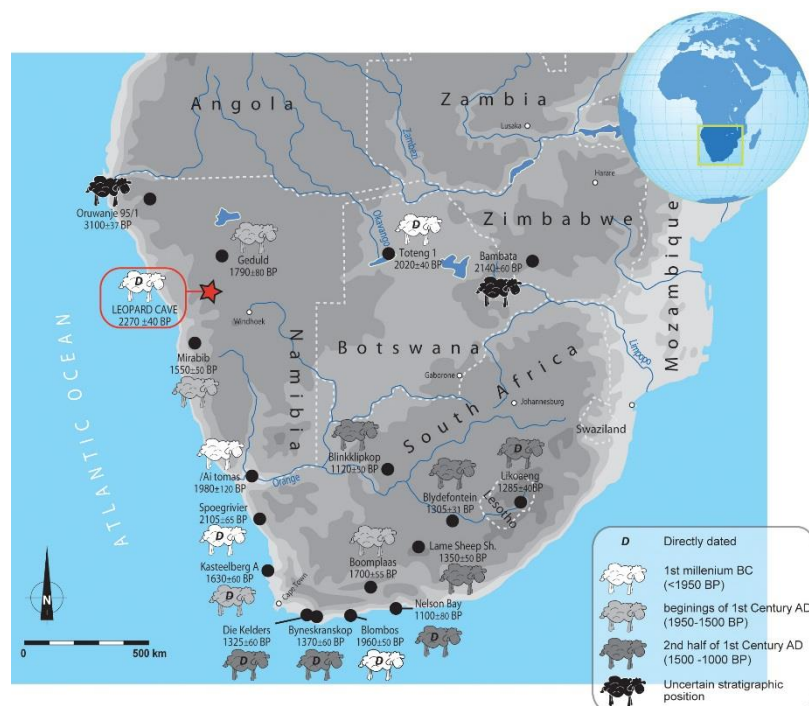 Angola
Zambia
Lusaka
Zambezi
Harare
Oruwanje 95/1
3100±37 BP
Okavango
D
Toteng 1
2020±40 BP
Zimbabwe
Geduld
1790±80 BP
Bambata
2140±60 BP
Mozambique
D
LEOPARD CAVE
2270 ±40 BP
Windhoek
Namibia
Botswana
Limpopo
Mirabib
1550±50 BP
Gaborone
South Africa
Johannesburg
Swaziland
ATLANTIC OCEAN
Blinkklipkop
1120±50 BP
D
Likoaeng
1285±40BP
/Ai tomas
1980±120 BP
Orange
Blydefontein
1305±31 BP
Lesotho
Spoegrivier
2105±65 BP
D
Lame Sheep Sh.
1350±50 BP
Boomplaas
1700±55 BP
Kasteelberg A
1630±60 BP
D
Cape Town
Nelson Bay
1100±80 BP
D
Die Kelders
1325±60 BP
D
Byneskranskop
1370±60 BP
D
Blombos
1960±50 BP
D
N
0
500 km
D Directly dated
1st millenium BC
(<1950 BP)
beginings of 1st Century AD
(1950-1500 BP)
2nd half of 1st Century AD
(1500 -1000 BP)
Uncertain stratigraphic
position